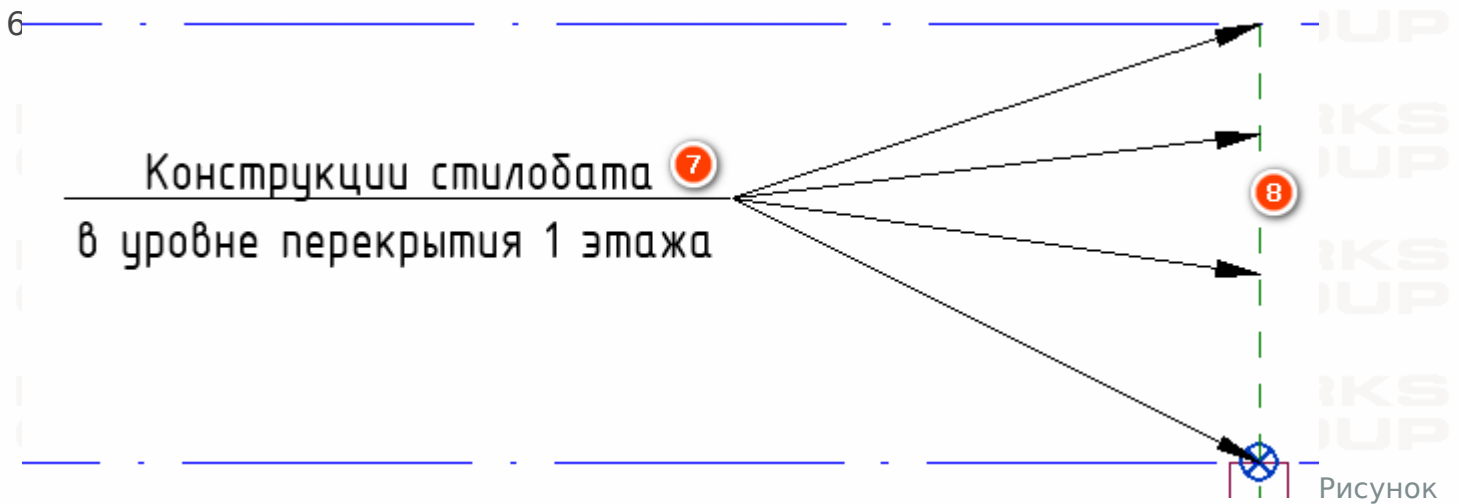 6
Конструкции стилобата 7
в уровне перекрытия 1 этажа
8
Рисунок